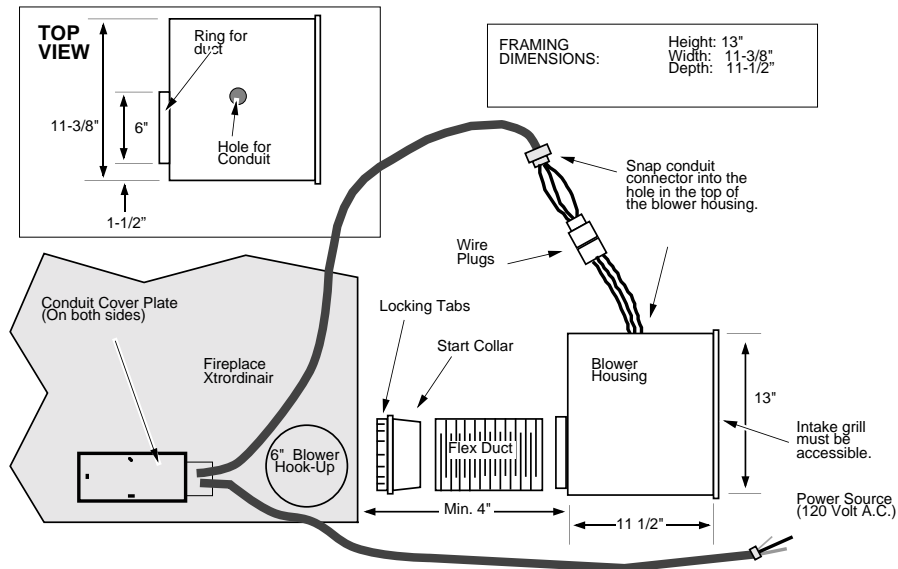 TOP
VIEW
Ring for
duct
11-3/8"
6"
Hole for
Conduit
1-1/2”
FRAMING
DIMENSIONS:
Height: 13"
Width: 11-3/8"
Depth: 11-1/2"
Snap conduit
connector into the
hole in the top of
the blower housing.
Wire
Plugs
Conduit Cover Plate
(On both sides)
Locking Tabs
Start Collar
Fireplace
Xtrordinair
Blower
Housing
13"
6" Blower
Hook-Up
Flex Duct
Intake grill
must be
accessible.
Min. 4"
11 1/2"
Power Source
(120 Volt A.C.)